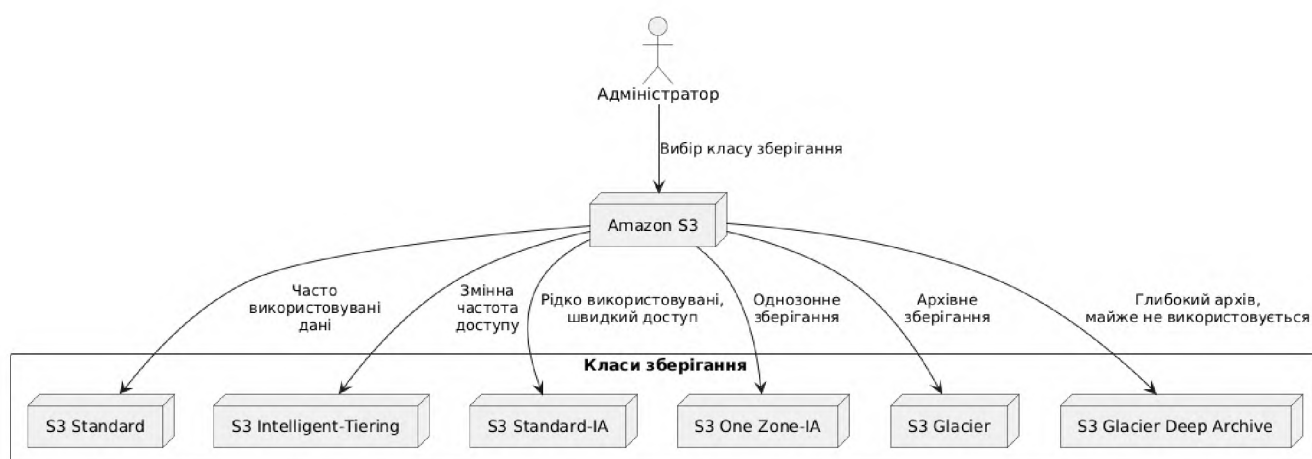 Адміністратор
Вибір класу зберігання
Amazon S3
Часто
використовувані
дані
Змінна
частота
доступу
Рідко використовувані,
швидкий доступ
Однозонне
зберігання
Архівне
зберігання
Глибокий архів,
майже не використовується
Класи зберігання
S3 Standard
S3 Intelligent-Tiering
S3 Standard-IA
S3 One Zone-IA
S3 Glacier
S3 Glacier Deep Archive